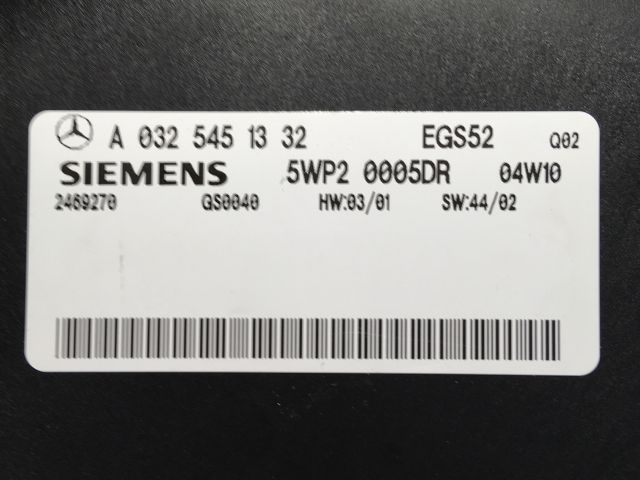 A 032 545 13 32 EGS52 Q02
SIEMENS 5WP2 0005DR 04W10
2469270 GS0040 HW:03/01 SW:44/02